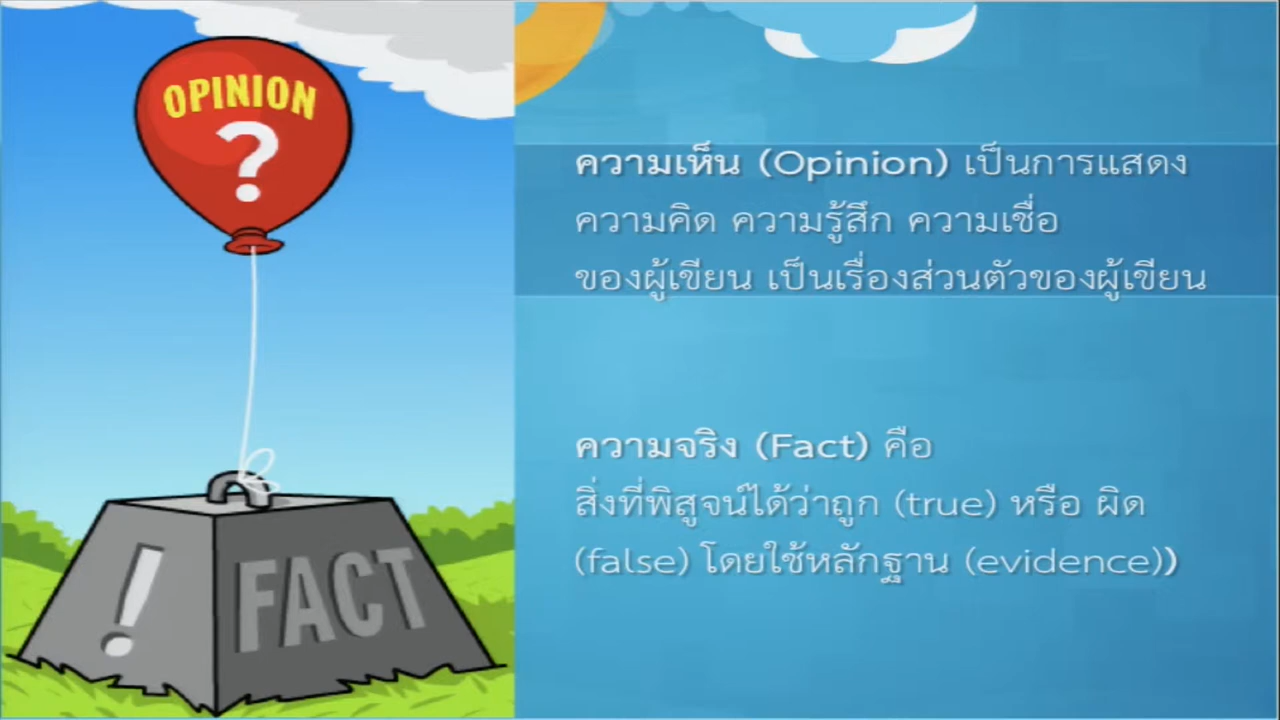 OPINION
?
!
FACT
ความเห็น (Opinion) เป็นการแสดง
ความคิด ความรู้สึก ความเชื่อ
ของผู้เขียน เป็นเรื่องส่วนตัวของผู้เขียน
ความจริง (Fact) คือ
สิ่งที่พิสูจน์ได้ว่าถูก (true) หรือ ผิด
(false) โดยใช้หลักฐาน (evidence))